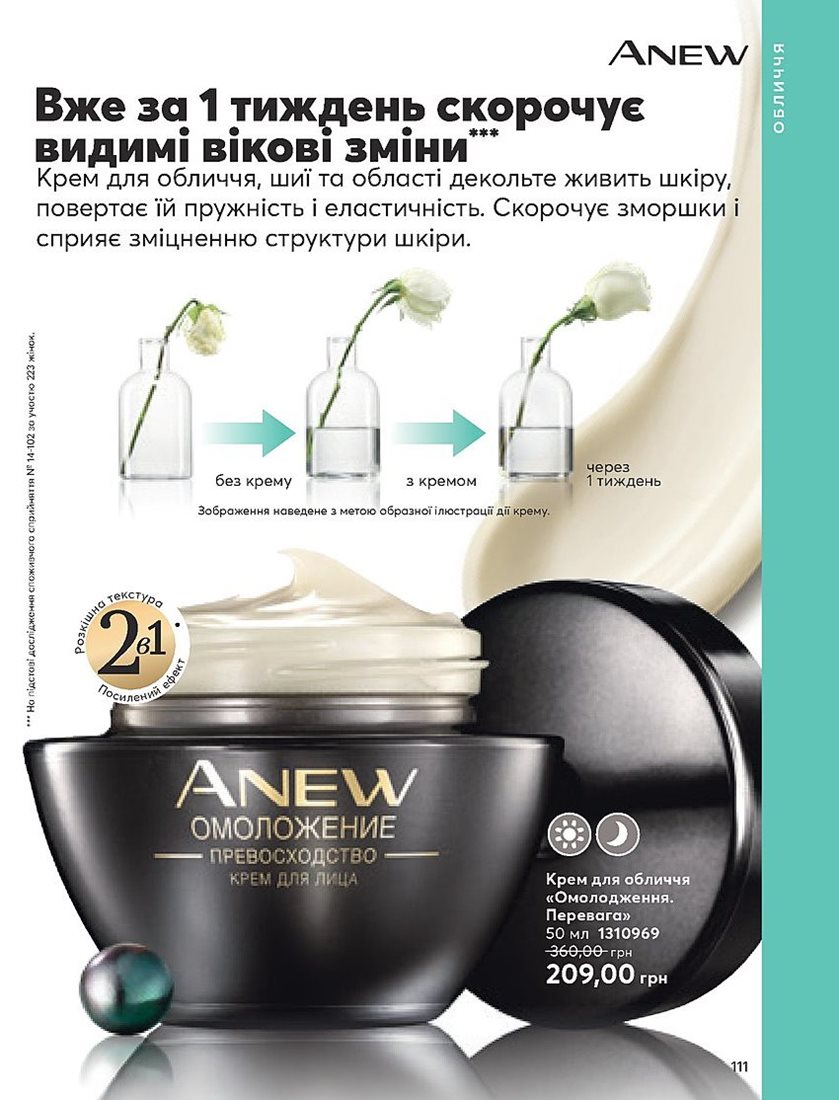 ANEW
ОБЛИЧЧЯ
Вже за 1 тиждень скорочує
видимі вікові зміни***
Крем для обличчя, шиї та області декольте живить шкіру,
повертає їй пружність і еластичність. Скорочує зморшки і
сприяє зміцненню структури шкіри.
без крему
з кремом
через
1 тиждень
Зображення наведене з метою образної ілюстрації дії крему.
*** На підставі дослідження споживчого сприйняття № 14-102 за участю 223 жінок.
Розкішна текстура
2в1
Посилений ефект
ANEW
ОМОЛОЖЕНИЕ
ПРЕВОСХОДСТВО
КРЕМ ДЛЯ ЛИЦА
Крем для обличчя
«Омолодження.
Перевага»
50 мл 1310969
360,00 грн
209,00 грн
111